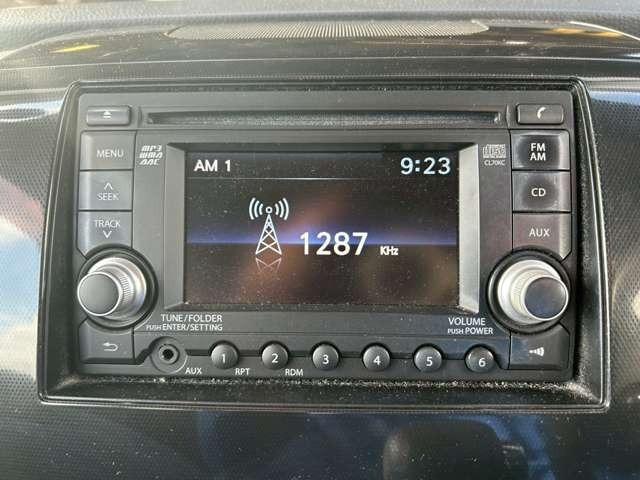 MENU
MP3
WMA
AAC
CL70KC
FM
AM
AM 1
9:23
SEEK
CD
TRACK
1287 KHz
AUX
TUNE/FOLDER
PUSH ENTER/SETTING
VOLUME
PUSH POWER
AUX
1
2
3
4
5
6
RPT
RDM